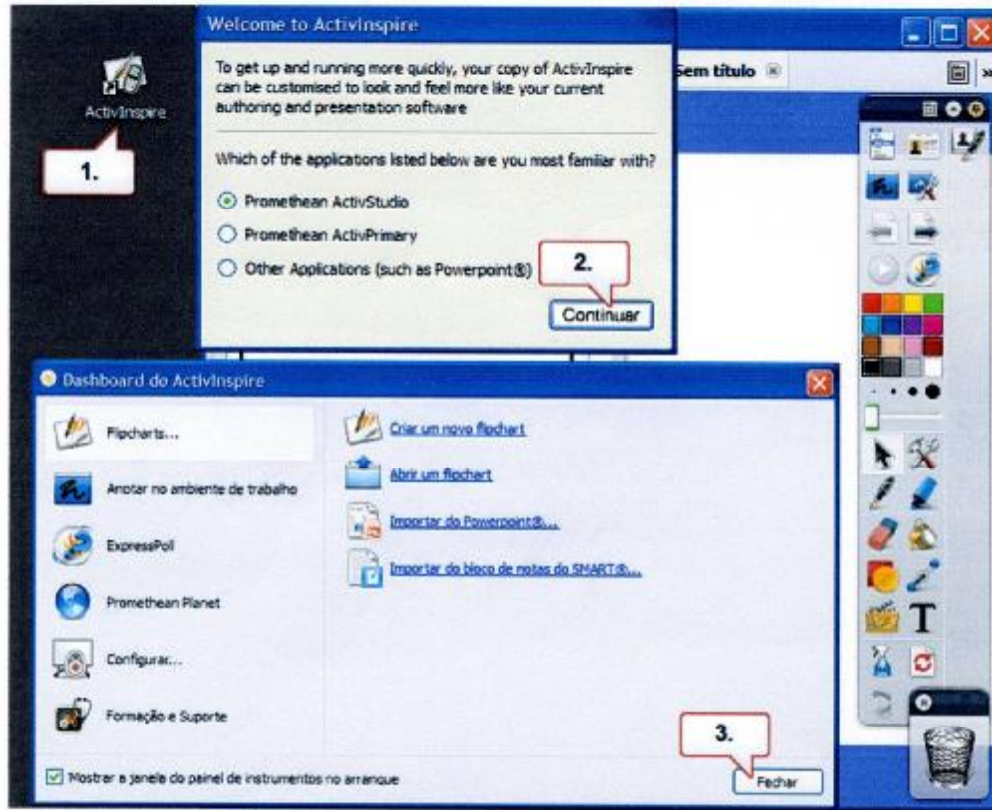 Welcome to ActivInspire
To get up and running more quickly, your copy of ActivInspire
can be customised to look and feel more like your current
authoring and presentation software
Which of the applications listed below are you most familiar with?
Promethean ActivStudio
Promethean ActivPrimary
Other Applications (such as Powerpoint®)
2.
Continuar
ActivInspire
1.
Sem título
»
Dashboard do ActivInspire
Flipcharts...
Anotar no ambiente de trabalho
ExpressPoll
Promethean Planet
Configurar...
Formação e Suporte
Criar um novo flipchart
Abrir um flipchart
Importar do Powerpoint®...
Importar do bloco de notas do SMART®...
3.
Mostrar a janela do painel de instrumentos no arranque
Fechar
T